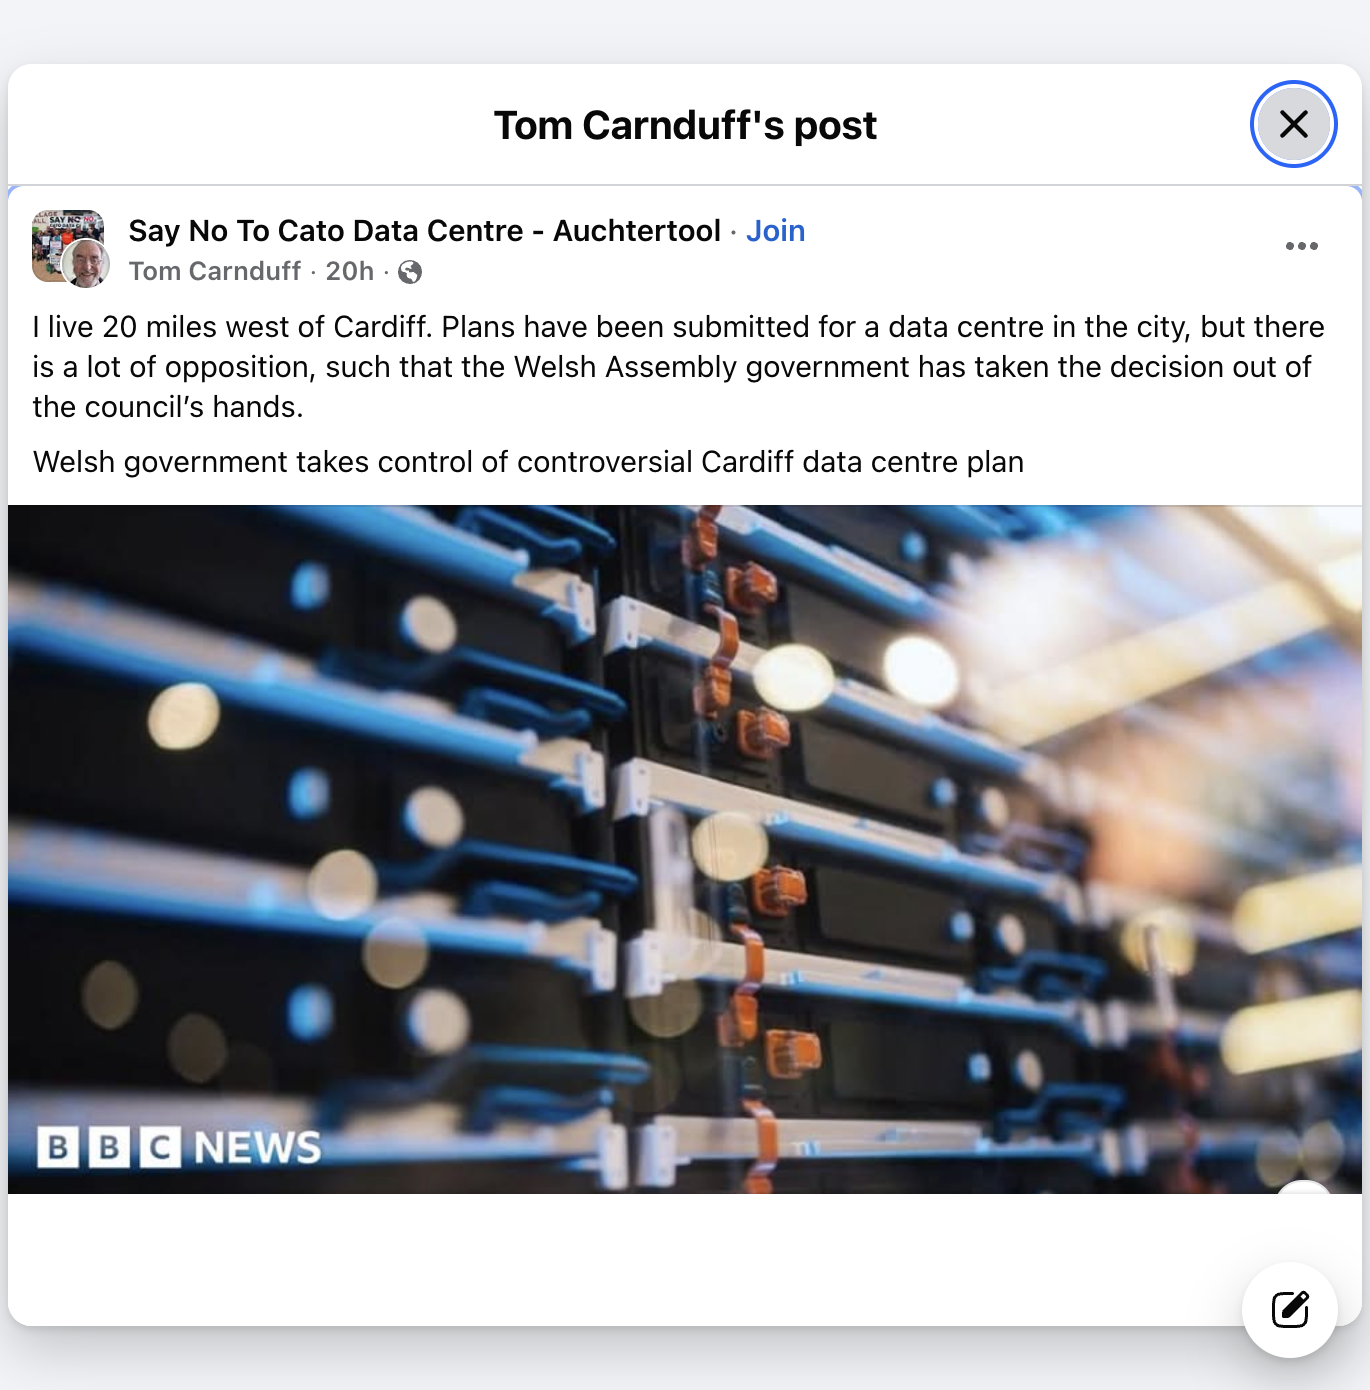 Tom Carnduff's post
Say No To Cato Data Centre - Auchtertool · Join
Tom Carnduff · 20h ·
I live 20 miles west of Cardiff. Plans have been submitted for a data centre in the city, but there
is a lot of opposition, such that the Welsh Assembly government has taken the decision out of
the council’s hands.
Welsh government takes control of controversial Cardiff data centre plan
BBC NEWS